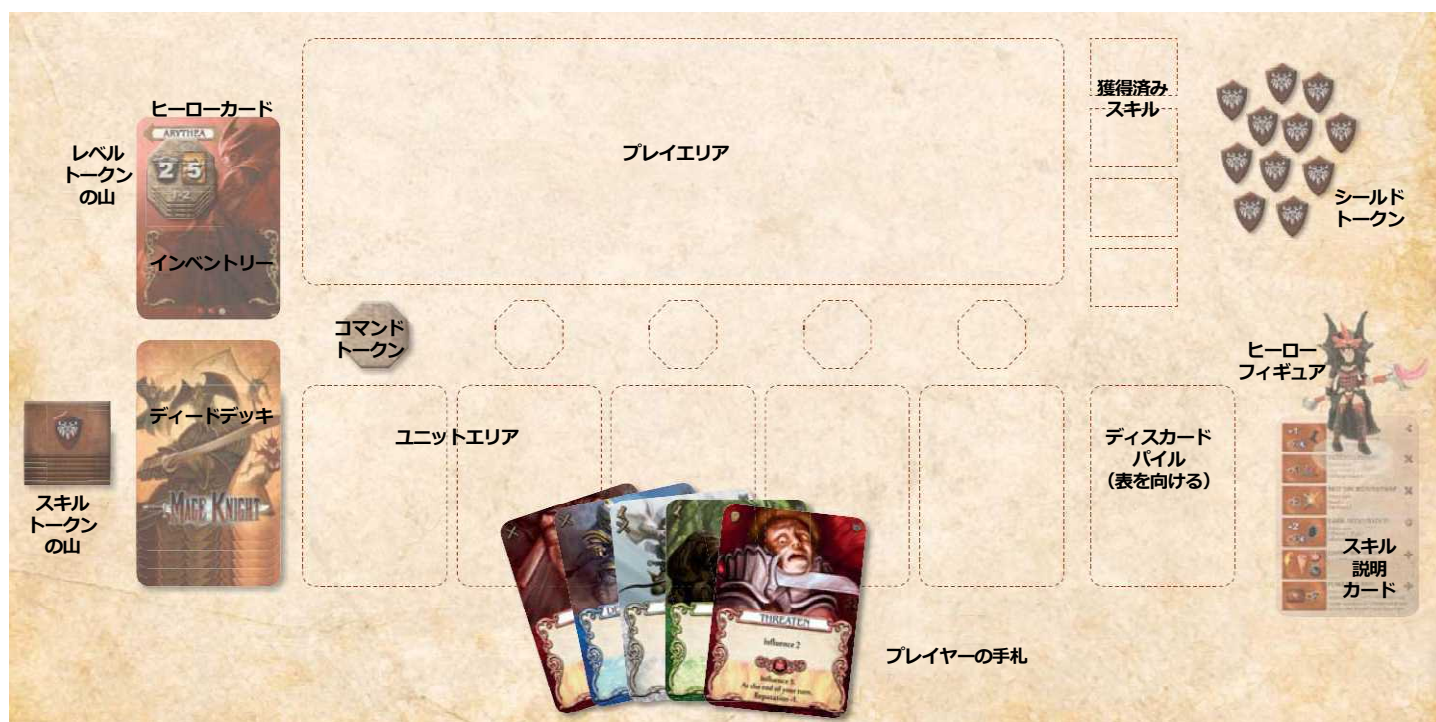 ヒーローカード
ARYTHEA
2 5
1-2
レベル
トークン
の山
インベントリー
プレイエリア
獲得済み
スキル
シールド
トークン
コマンド
トークン
ヒーロー
フィギュア
ディードデッキ
MAGE KNIGHT
スキル
トークン
の山
ユニットエリア
ディスカード
パイル
(表を向ける)
スキル
説明
カード
THREATEN
Influence 2
Influence 5.
At the end of your turn,
Reputation -1.
プレイヤーの手札